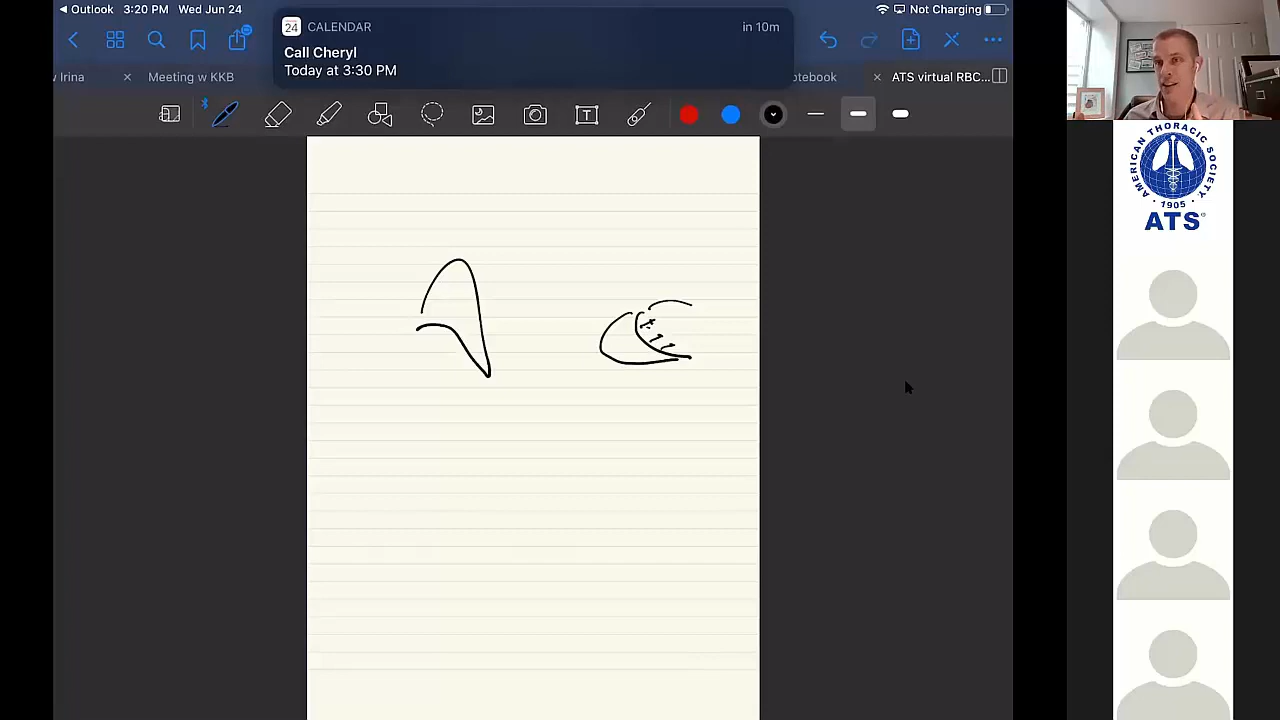 Outlook 3:20 PM Wed Jun 24
Not Charging
24 CALENDAR in 10m
Call Cheryl
Today at 3:30 PM
w Irina
Meeting w KKB
otebook
ATS virtual RBC...
T
AMERICAN THORACIC SOCIETY
1905
ATS